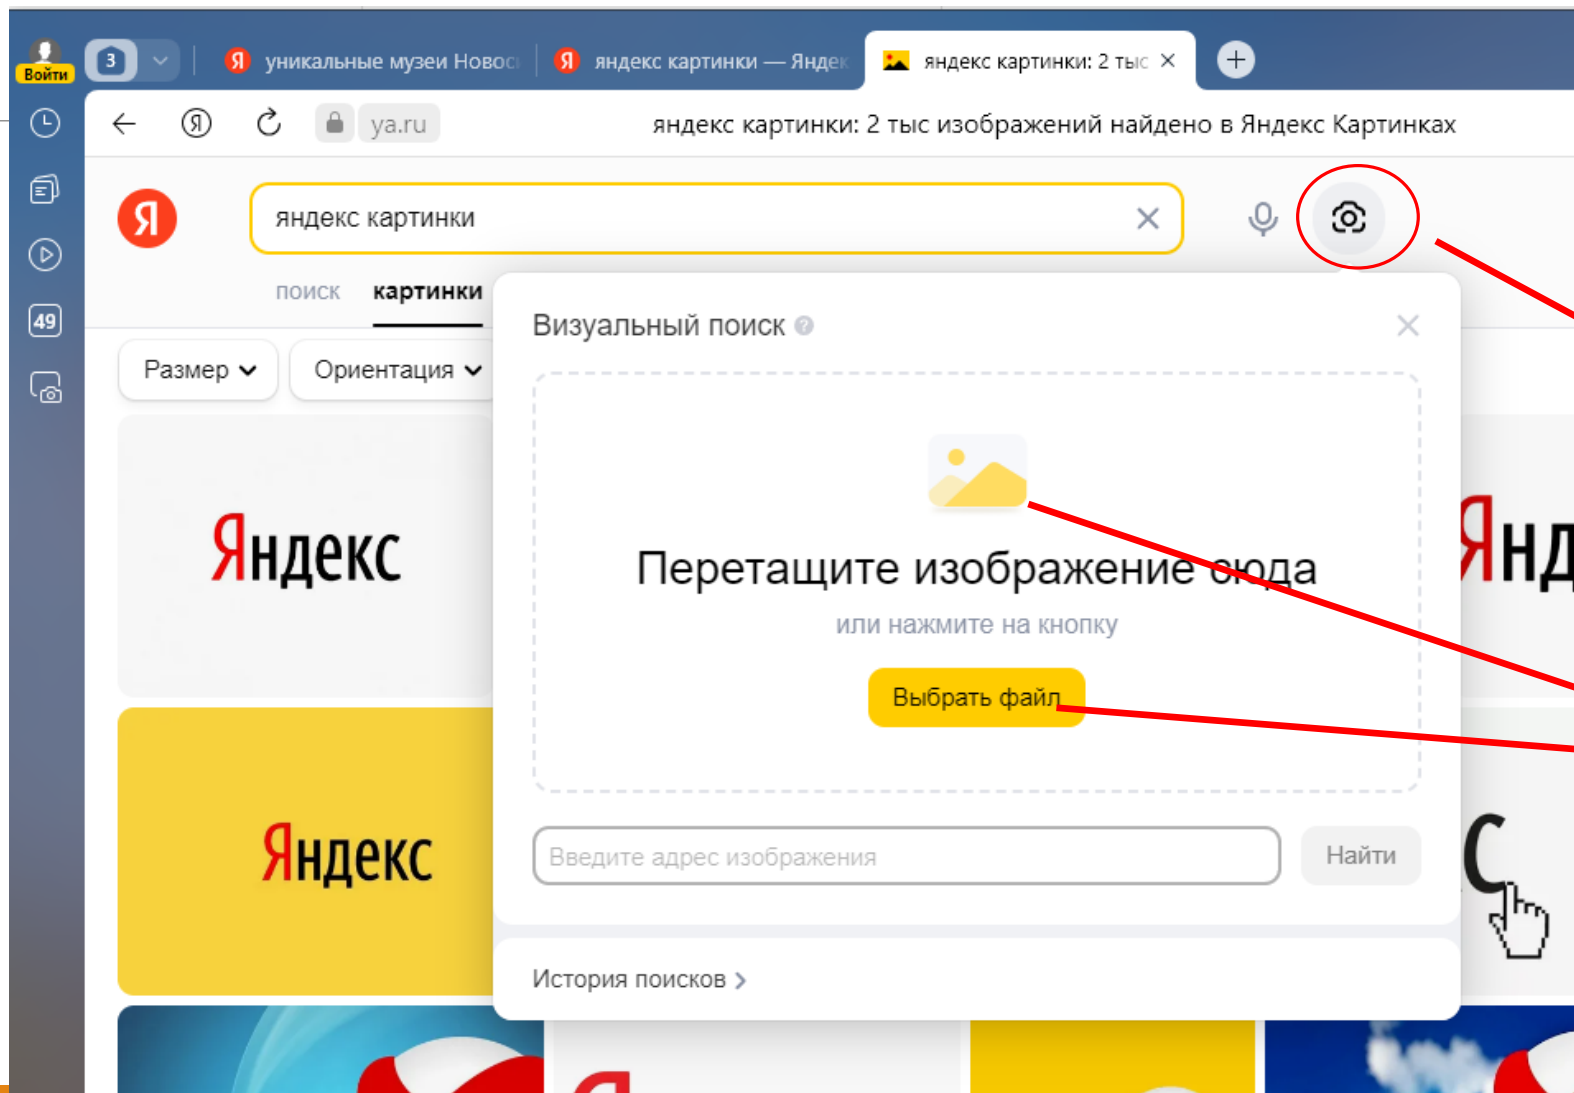 Войти
3
уникальные музеи Новос
яндекс картинки — Яндек
яндекс картинки: 2 тыс
ya.ru
яндекс картинки: 2 тыс изображений найдено в Яндекс Картинках
Я
яндекс картинки
поиск
картинки
49
Визуальный поиск
Размер
Ориентация
Перетащите изображение сюда
или нажмите на кнопку
Выбрать файл
Яндекс
Янд
Яндекс
с
Введите адрес изображения
Найти
История поисков